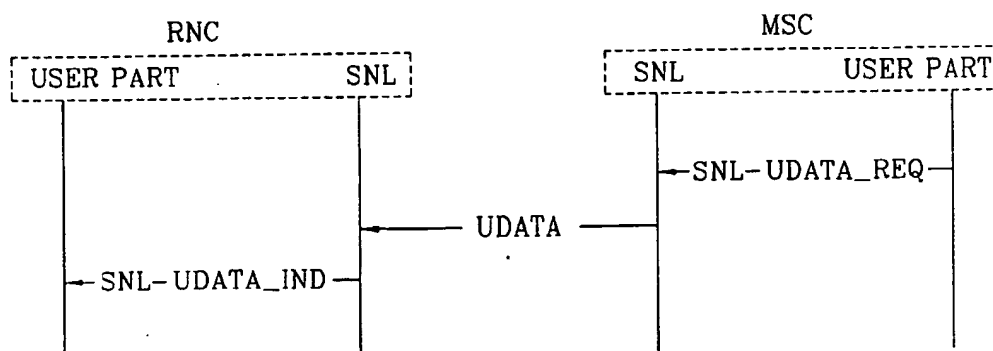 RNC
MSC
USER PART SNL
SNL USER PART
SNL-UDATA_REQ
UDATA
SNL-UDATA_IND